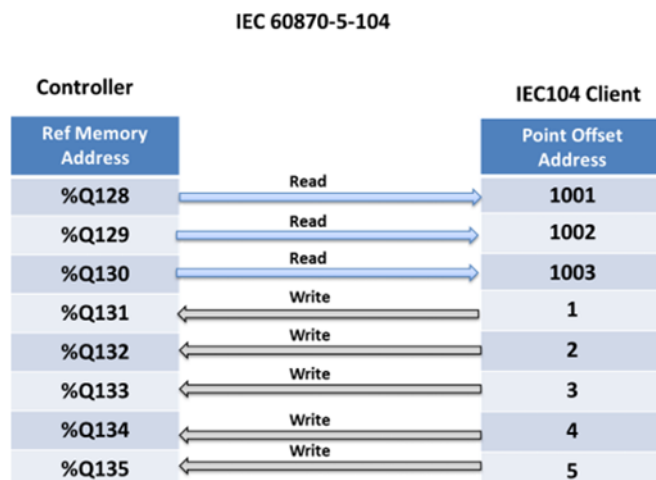 IEC 60870-5-104
Controller
IEC104 Client
Ref Memory
Address
Point Offset
Address
%Q128
Read
1001
%Q129
Read
1002
%Q130
Read
1003
%Q131
Write
1
%Q132
Write
2
%Q133
Write
3
%Q134
Write
4
%Q135
Write
5